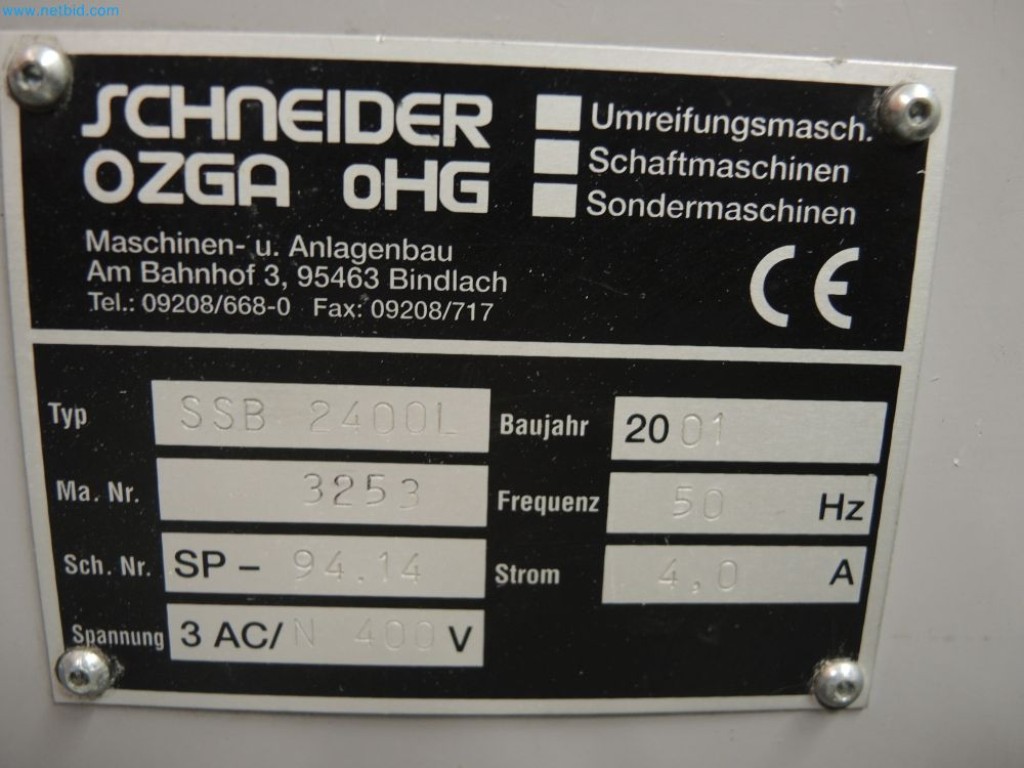 www.netbid.com
SCHNEIDER
OZGA oHG
Umreifungsmasch.
Schaftmaschinen
Sondermaschinen
Maschinen- u. Anlagenbau
Am Bahnhof 3, 95463 Bindlach
Tel.: 09208/668-0 Fax: 09208/717
CE
Typ SSB 2400L Baujahr 2001
Ma. Nr. 3253 Frequenz 50 Hz
Sch. Nr. SP – 94.14 Strom 4,0 A
Spannung 3 AC/N 400 V